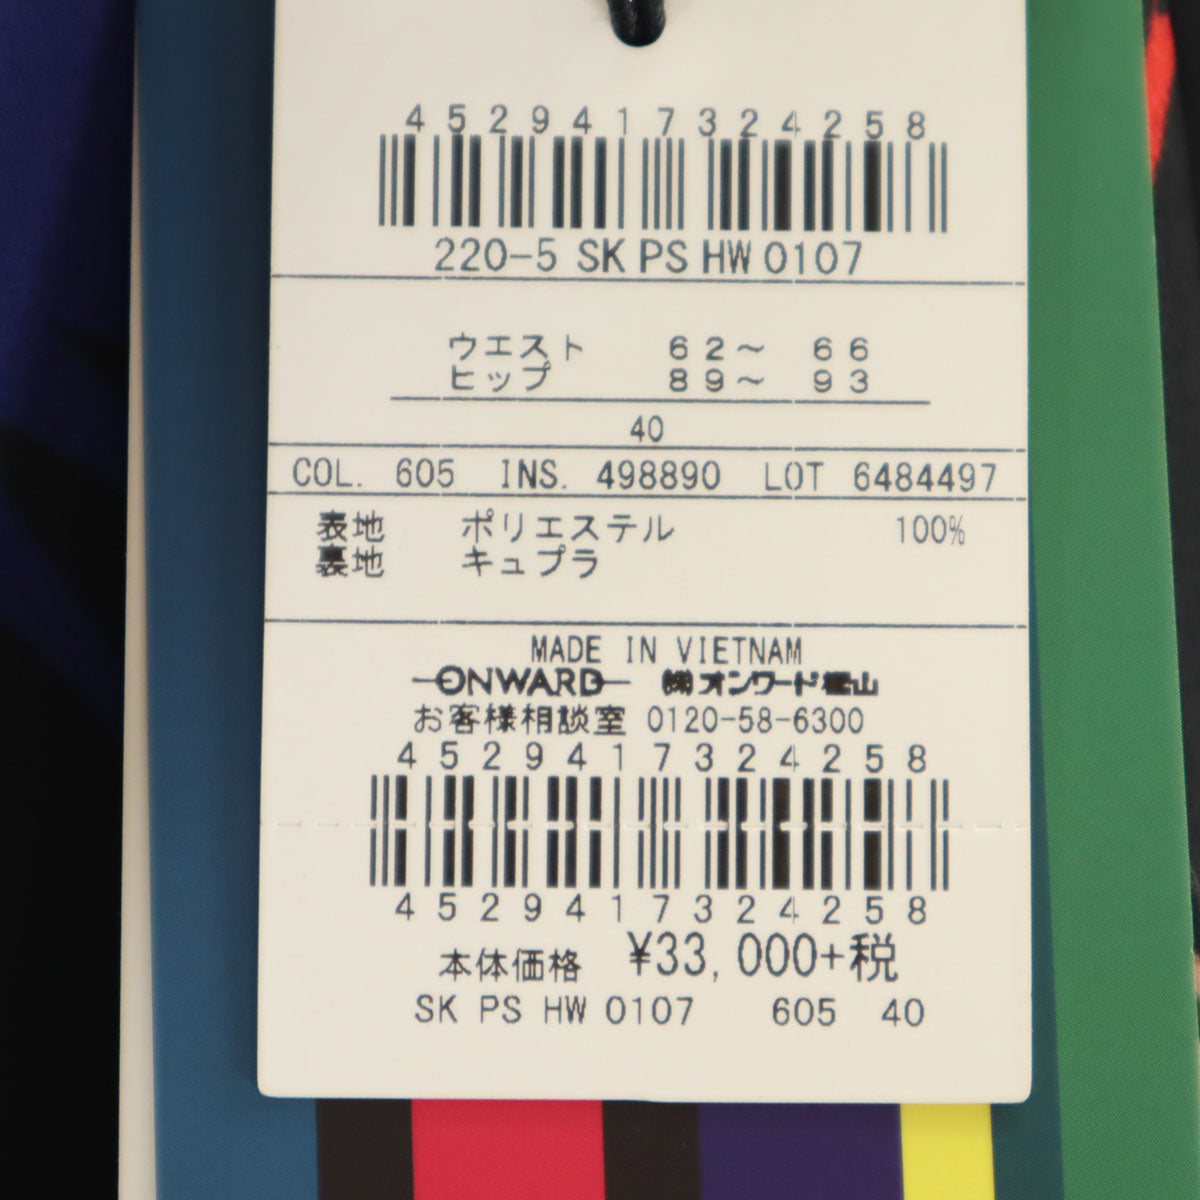 4529417324258
220-5 SK PS HW 0107
ウエスト 62～ 66
ヒップ 89～ 93
40
COL. 605 INS. 498890 LOT 6484497
表地 ポリエステル 100%
裏地 キュプラ
MADE IN VIETNAM
ONWARD ㈱オンワード樫山
お客様相談室 0120-58-6300
4529417324258
4529417324258
本体価格 ¥33,000+税
SK PS HW 0107 605 40